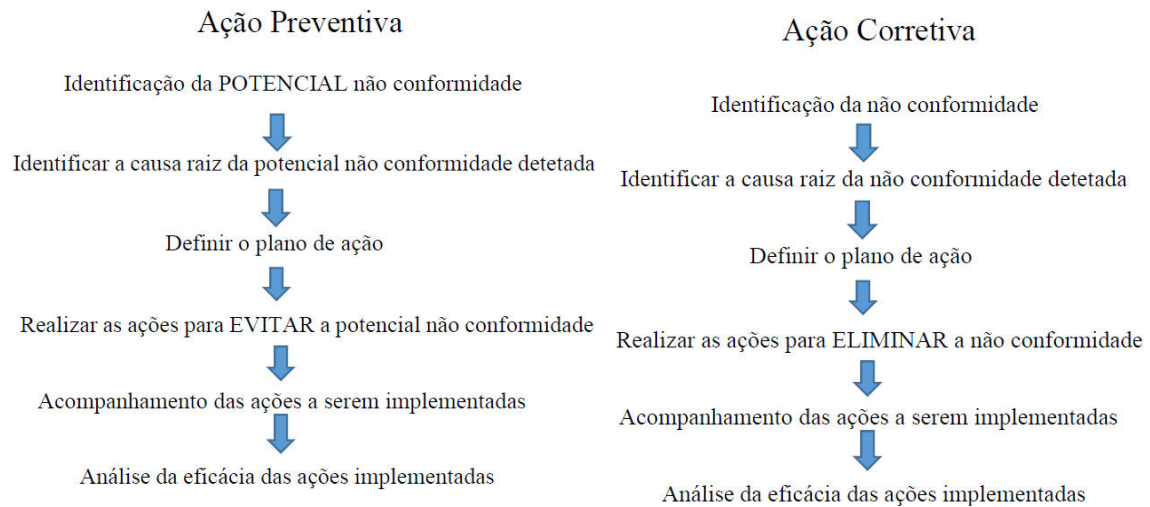 Ação Preventiva
Identificação da POTENCIAL não conformidade
Identificar a causa raiz da potencial não conformidade detetada
Definir o plano de ação
Realizar as ações para EVITAR a potencial não conformidade
Acompanhamento das ações a serem implementadas
Análise da eficácia das ações implementadas
Ação Corretiva
Identificação da não conformidade
Identificar a causa raiz da não conformidade detetada
Definir o plano de ação
Realizar as ações para ELIMINAR a não conformidade
Acompanhamento das ações a serem implementadas
Análise da eficácia das ações implementadas